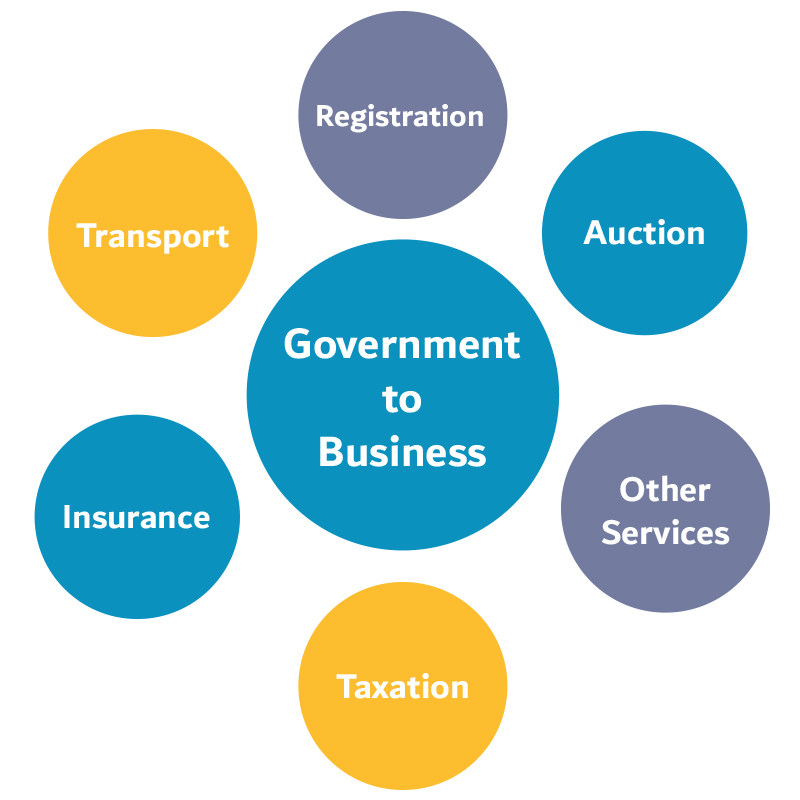 Registration
Transport
Auction
Government
to
Business
Insurance
Other
Services
Taxation